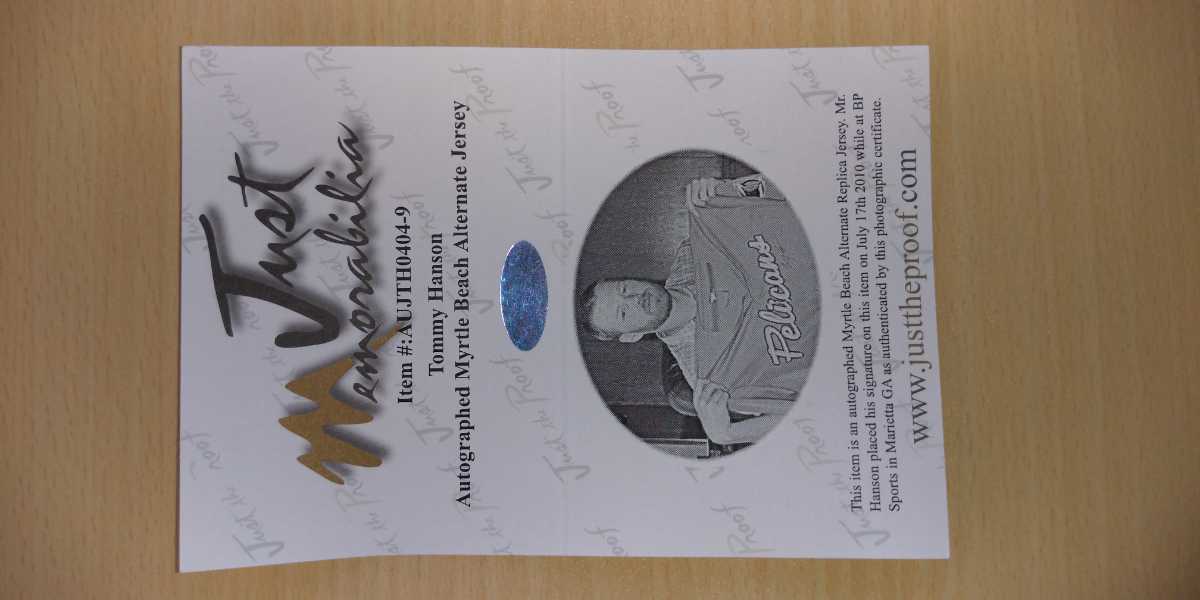 Just
Memorabilia
Item #:AUJTH0404-9
Tommy Hanson
Autographed Myrtle Beach Alternate Jersey
Pelicans
This item is an autographed Myrtle Beach Alternate Replica Jersey. Mr.
Hanson placed his signature on this item on July 17th 2010 while at BP
Sports in Marietta GA as authenticated by this photographic certificate.
www.justtheproof.com